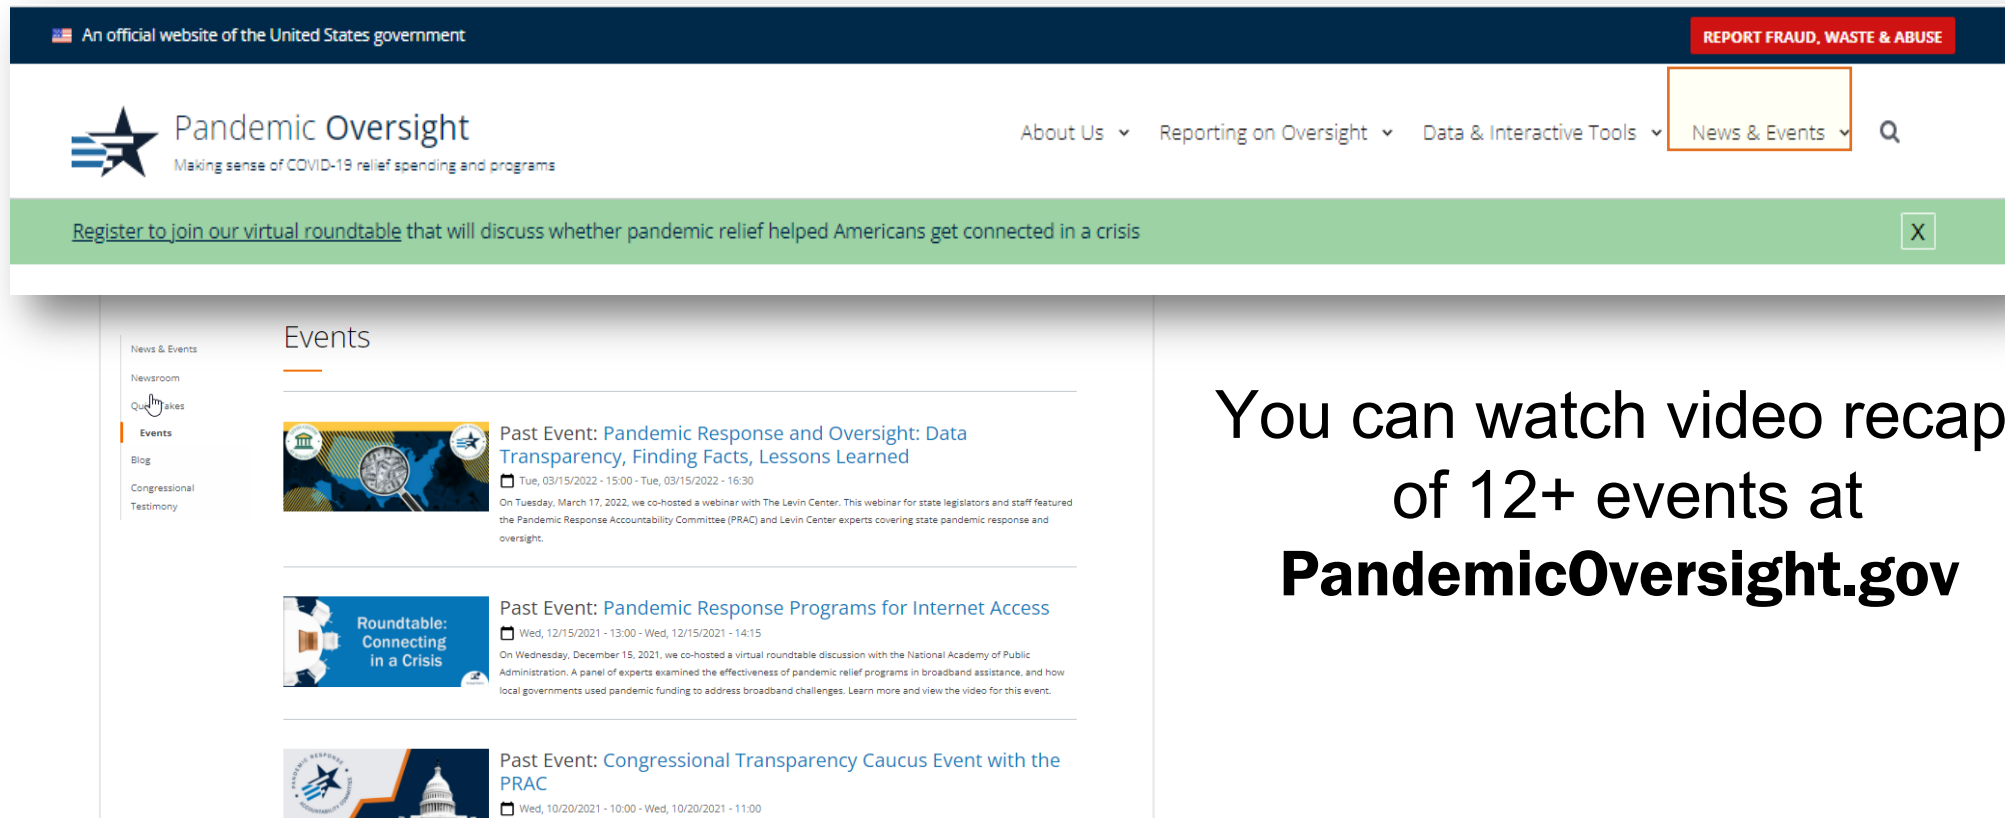 An official website of the United States government
REPORT FRAUD, WASTE & ABUSE
Pandemic Oversight
Making sense of COVID-19 relief spending and programs
About Us
Reporting on Oversight
Data & Interactive Tools
News & Events
Register to join our virtual roundtable that will discuss whether pandemic relief helped Americans get connected in a crisis
X
News & Events
Newsroom
Events
Blog
Congressional
Testimony
Events
Past Event: Pandemic Response and Oversight: Data
Transparency, Finding Facts, Lessons Learned
Tue, 03/15/2022 - 15:00 - Tue, 03/15/2022 - 16:30
On Tuesday, March 17, 2022, we co-hosted a webinar with The Levin Center. This webinar for state legislators and staff featured
the Pandemic Response Accountability Committee (PRAC) and Levin Center experts covering state pandemic response and
oversight.
Roundtable:
Connecting
in a Crisis
Past Event: Pandemic Response Programs for Internet Access
Wed, 12/15/2021 - 13:00 - Wed, 12/15/2021 - 14:15
On Wednesday, December 15, 2021, we co-hosted a virtual roundtable discussion with the National Academy of Public
Administration. A panel of experts examined the effectiveness of pandemic relief programs in broadband assistance, and how
local governments used pandemic funding to address broadband challenges. Learn more and view the video for this event.
PANDEMIC RESPONSE
ACCOUNTABILITY COMMITTEE
Past Event: Congressional Transparency Caucus Event with the
PRAC
Wed, 10/20/2021 - 10:00 - Wed, 10/20/2021 - 11:00
You can watch video recap
of 12+ events at
PandemicOversight.gov